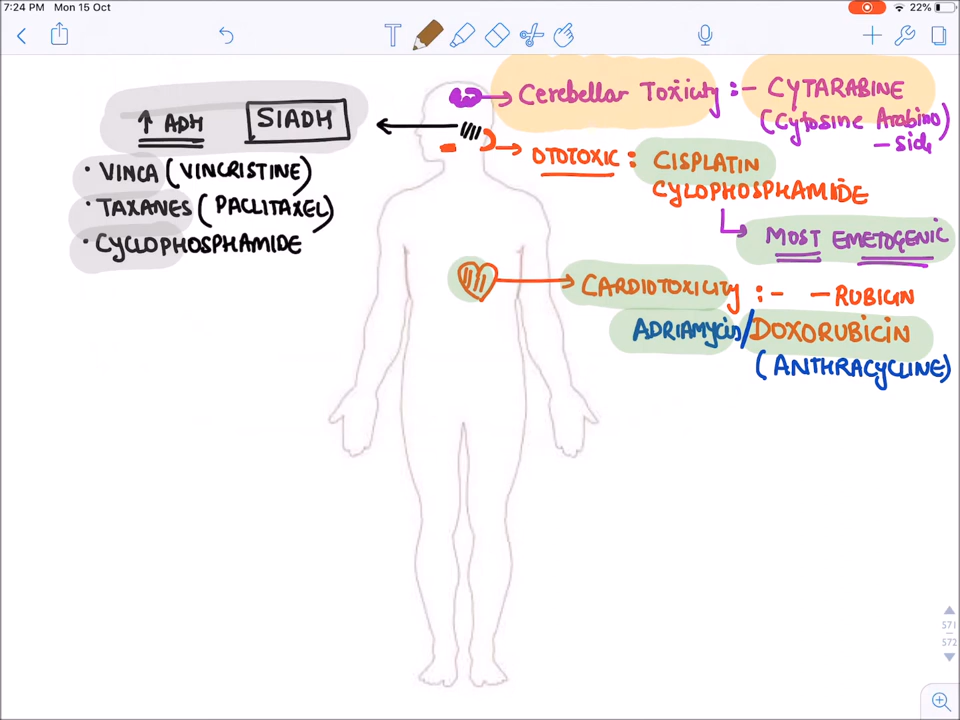 7:24 PM Mon 15 Oct
22%
T
↑ ADH SIADH
• VINCA (VINCRISTINE)
• TAXANES (PACLITAXEL)
• CYCLOPHOSPHAMIDE
Cerebellar Toxicity :- CYTARABINE
(Cytosine Arabino
- Side)
OTOTOXIC : CISPLATIN
CYLOPHOSPHAMIDE
MOST EMETOGENIC
CARDIOTOXICITY :- - RUBICIN
ADRIAMYCIN/DOXORUBICIN
(ANTHRACYCLINE)
571
572